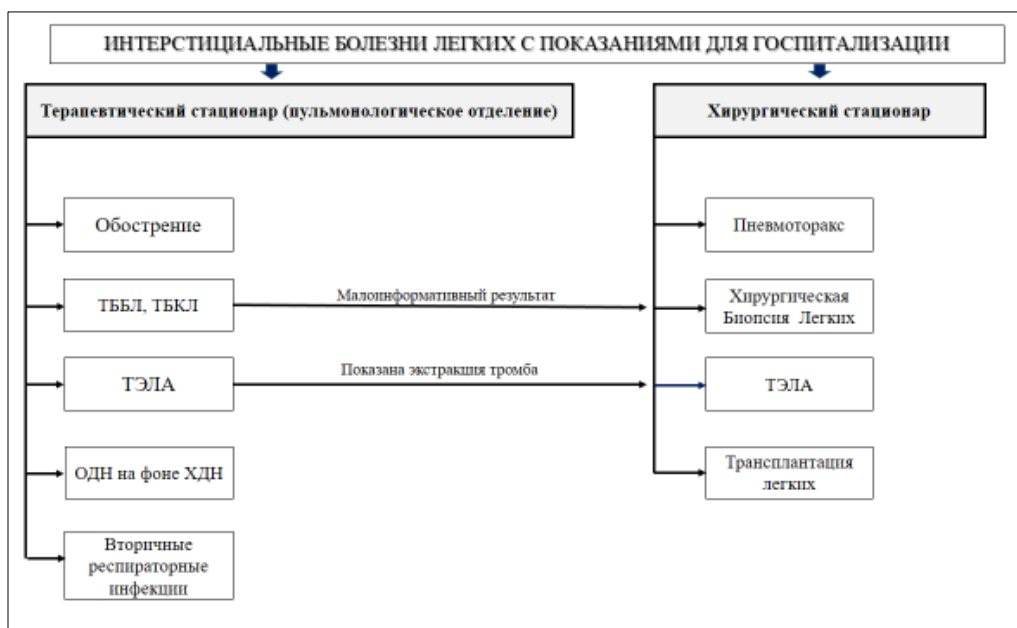 ИНТЕРСТИЦИАЛЬНЫЕ БОЛЕЗНИ ЛЕГКИХ С ПОКАЗАНИЯМИ ДЛЯ ГОСПИТАЛИЗАЦИИ
Терапевтический стационар (пульмонологическое отделение)
Хирургический стационар
Обострение
Пневмоторакс
ТББЛ, ТБКЛ
Малоинформативный результат
Хирургическая
Биопсия Легких
ТЭЛА
Показана экстракция тромба
ТЭЛА
ОДН на фоне ХДН
Трансплантация
легких
Вторичные
респираторные
инфекции